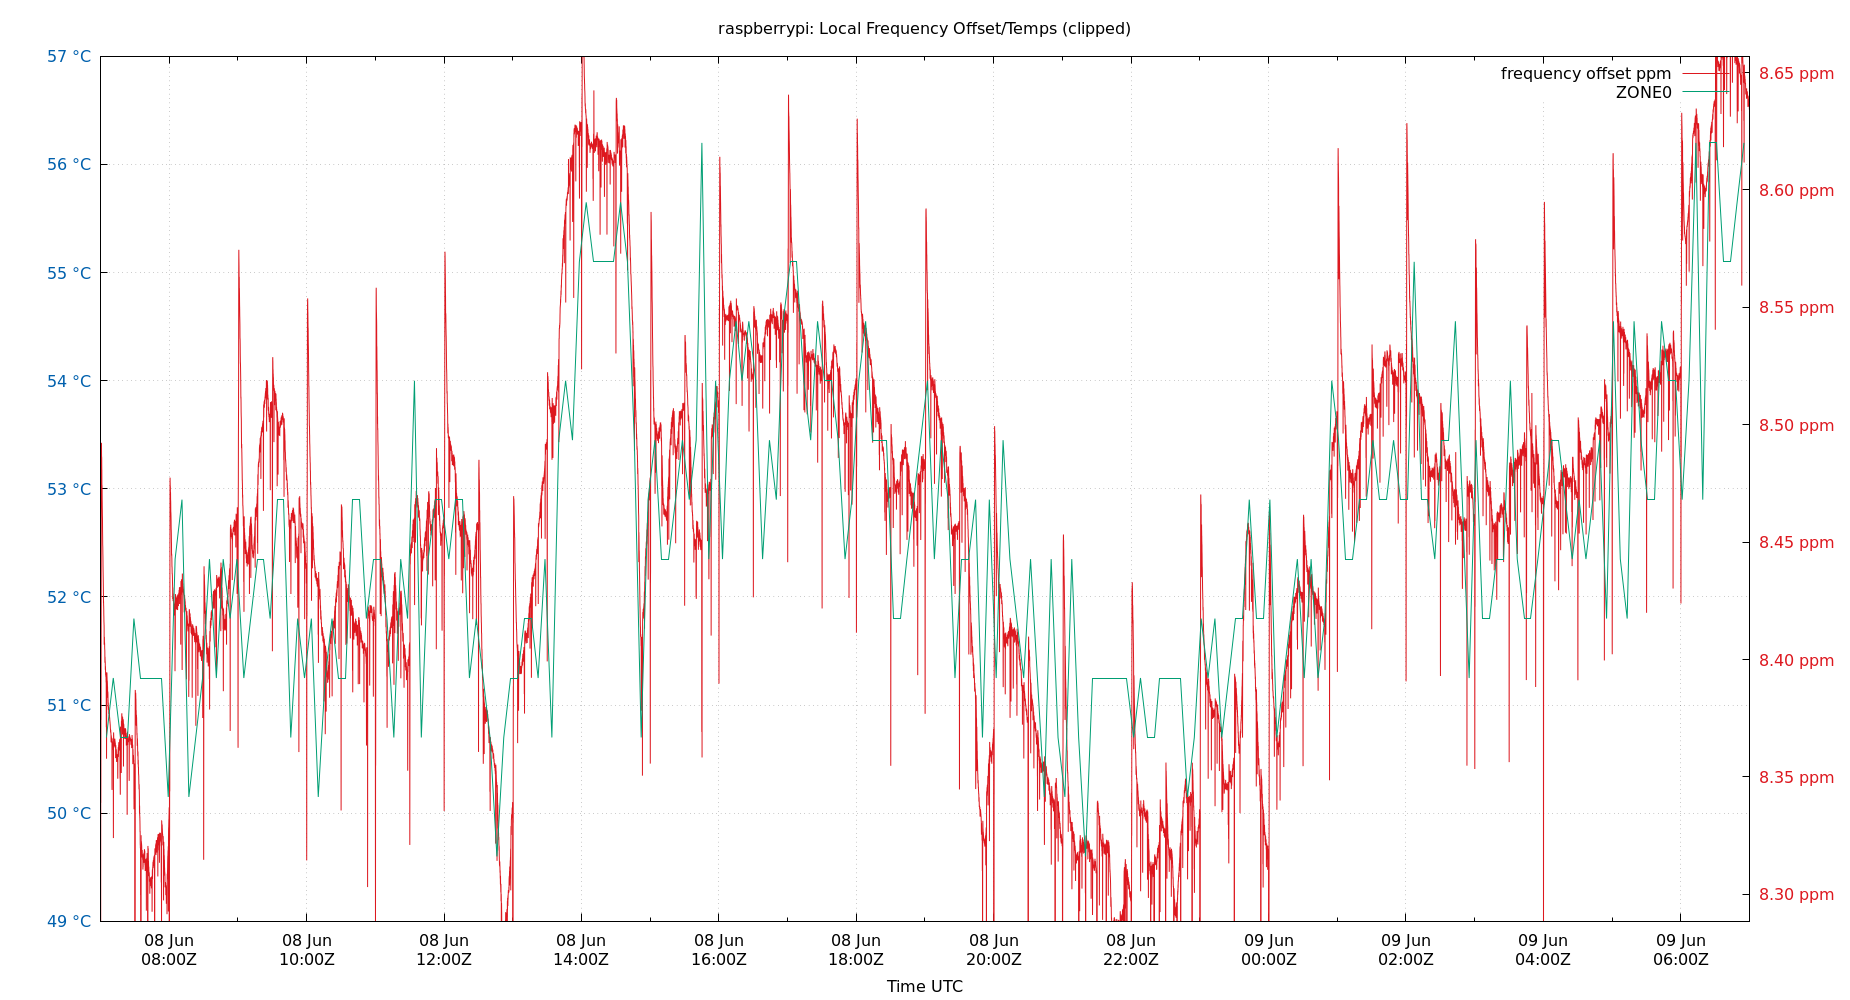 raspberrypi: Local Frequency Offset/Temps (clipped)
57 °C
56 °C
55 °C
54 °C
53 °C
52 °C
51 °C
50 °C
49 °C
frequency offset ppm
ZONE0
8.65 ppm
8.60 ppm
8.55 ppm
8.50 ppm
8.45 ppm
8.40 ppm
8.35 ppm
8.30 ppm
08 Jun 08 Jun 08 Jun 08 Jun 08 Jun 08 Jun 08 Jun 08 Jun 09 Jun 09 Jun 09 Jun 09 Jun
08:00Z 10:00Z 12:00Z 14:00Z 16:00Z 18:00Z 20:00Z 22:00Z 00:00Z 02:00Z 04:00Z 06:00Z
Time UTC